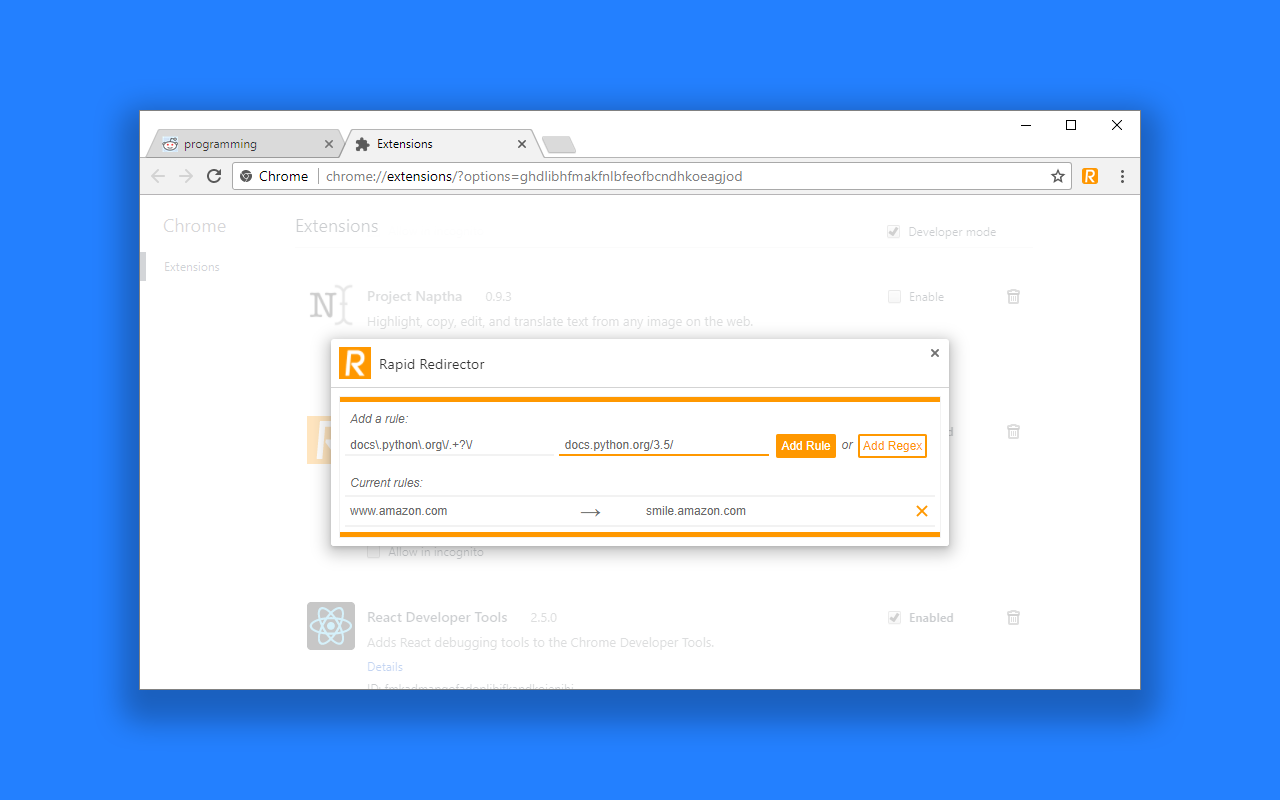 programming
Extensions
Chrome chrome://extensions/?options=ghdlibhfmakfnlbfeofbcndhkoeagjod
R
Chrome
Extensions
Developer mode
Extensions
N
Project Naptha 0.9.3
Enable
Highlight, copy, edit, and translate text from any image on the web.
R Rapid Redirector
Add a rule:
docs\.python\.org\/.+?\/
docs.python.org/3.5/
Add Rule or Add Regex
Current rules:
www.amazon.com → smile.amazon.com
Allow in incognito
React Developer Tools 2.5.0
Enabled
Adds React debugging tools to the Chrome Developer Tools.
Details